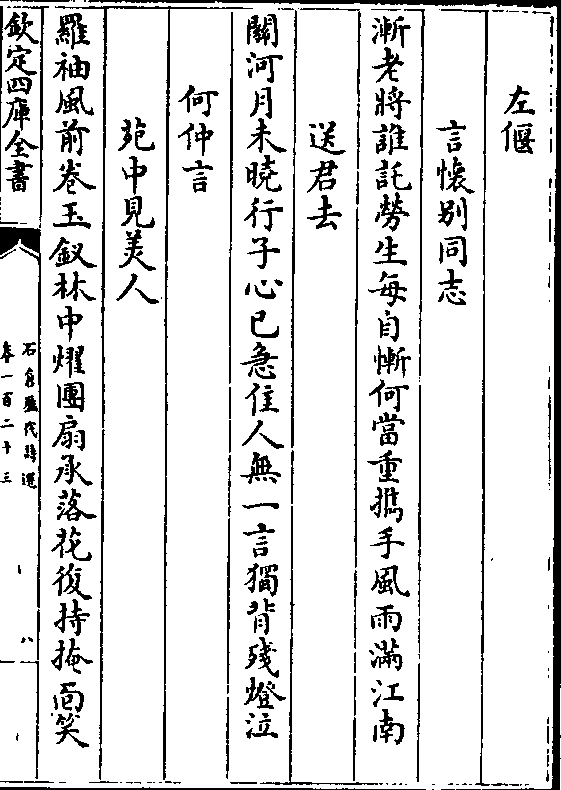 左偃
言懐别同志
漸老將誰託勞生每自慚何當重攜手風雨滿江南
送君去
關河月未曉行子心已急住人無一言獨背殘燈泣
何仲言
苑中見美人
羅袖風前卷玉釵林中燿團扇承落花復持掩面笑
欽定四庫全書
石倉歴代詩選
卷一百二十三
八